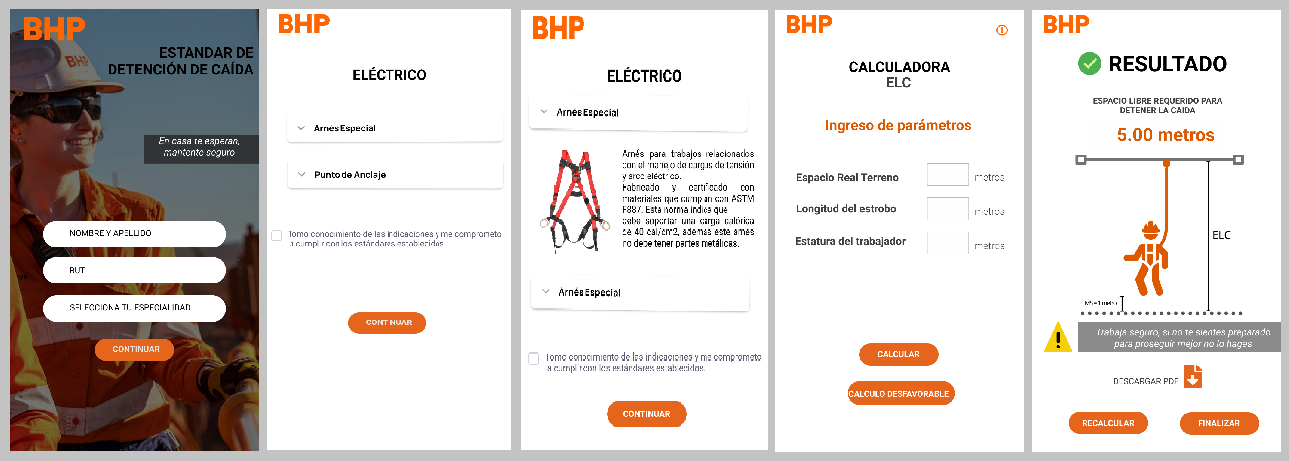 BHP
ESTANDAR DE
DETENCIÓN DE CAÍDA
BHP
En casa te esperan,
mantente seguro
NOMBRE Y APELLIDO
RUT
SELECCIONA TU ESPECIALIDAD
CONTINUAR
BHP
ELÉCTRICO
Arnés Especial
Punto de Anclaje
Tomo conocimiento de las indicaciones y me comprometo
a cumplir con los estándares establecidos.
CONTINUAR
BHP
ELÉCTRICO
Arnés Especial
Arnés para trabajos relacionados
con el manejo de cargas de tensión
y arco eléctrico.
Fabricado y certificado con
materiales que cumplan con ASTM
F887. Esta norma indica que
debe soportar una carga calórica
de 40 cal/cm2, ademas este arnes
no debe tener partes metálicas.
Arnés Especial
Tomo conocimiento de las indicaciones y me comprometo
a cumplir con los estándares establecidos.
CONTINUAR
BHP
CALCULADORA
ELC
Ingreso de parámetros
Espacio Real Terreno metros
Longitud del estrobo metros
Estatura del trabajador metros
CALCULAR
CALCULO DESFAVORABLE
BHP
RESULTADO
ESPACIO LIBRE REQUERIDO PARA
DETENER LA CAIDA
5.00 metros
ELC
MS = 1 metro
Trabaja seguro, si no te sientes preparado
para proseguir mejor no lo hagas
DESCARGAR PDF
RECALCULAR
FINALIZAR